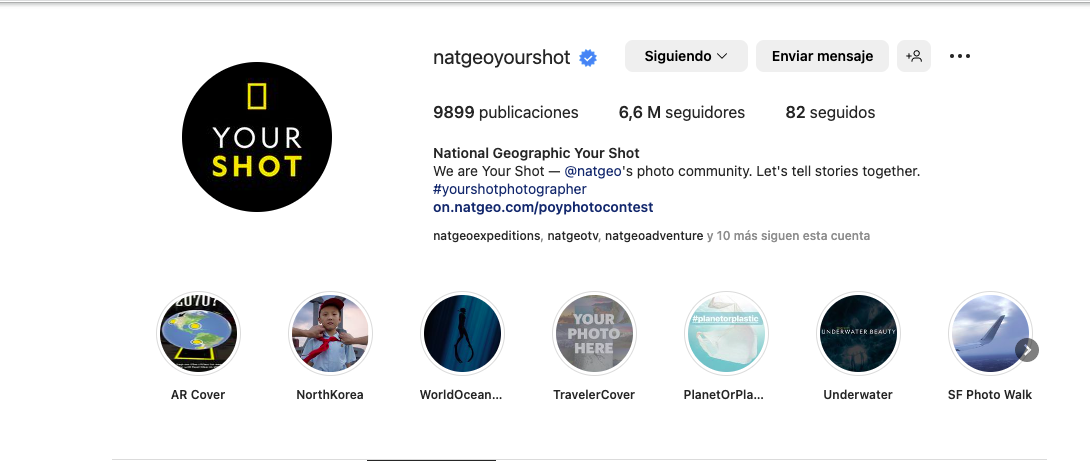 natgeoyourshot
Siguiendo
Enviar mensaje
9899 publicaciones
6,6 M seguidores
82 seguidos
YOUR
SHOT
National Geographic Your Shot
We are Your Shot — @natgeo's photo community. Let's tell stories together.
#yourshotphotographer
on.natgeo.com/poyphotocontest
natgeoexpeditions, natgeotv, natgeoadventure y 10 más siguen esta cuenta
2070?
YOUR
PHOTO
HERE
#planetorplastic
UNDERWATER BEAUTY
AR Cover
NorthKorea
WorldOcean...
TravelerCover
PlanetOrPla...
Underwater
SF Photo Walk